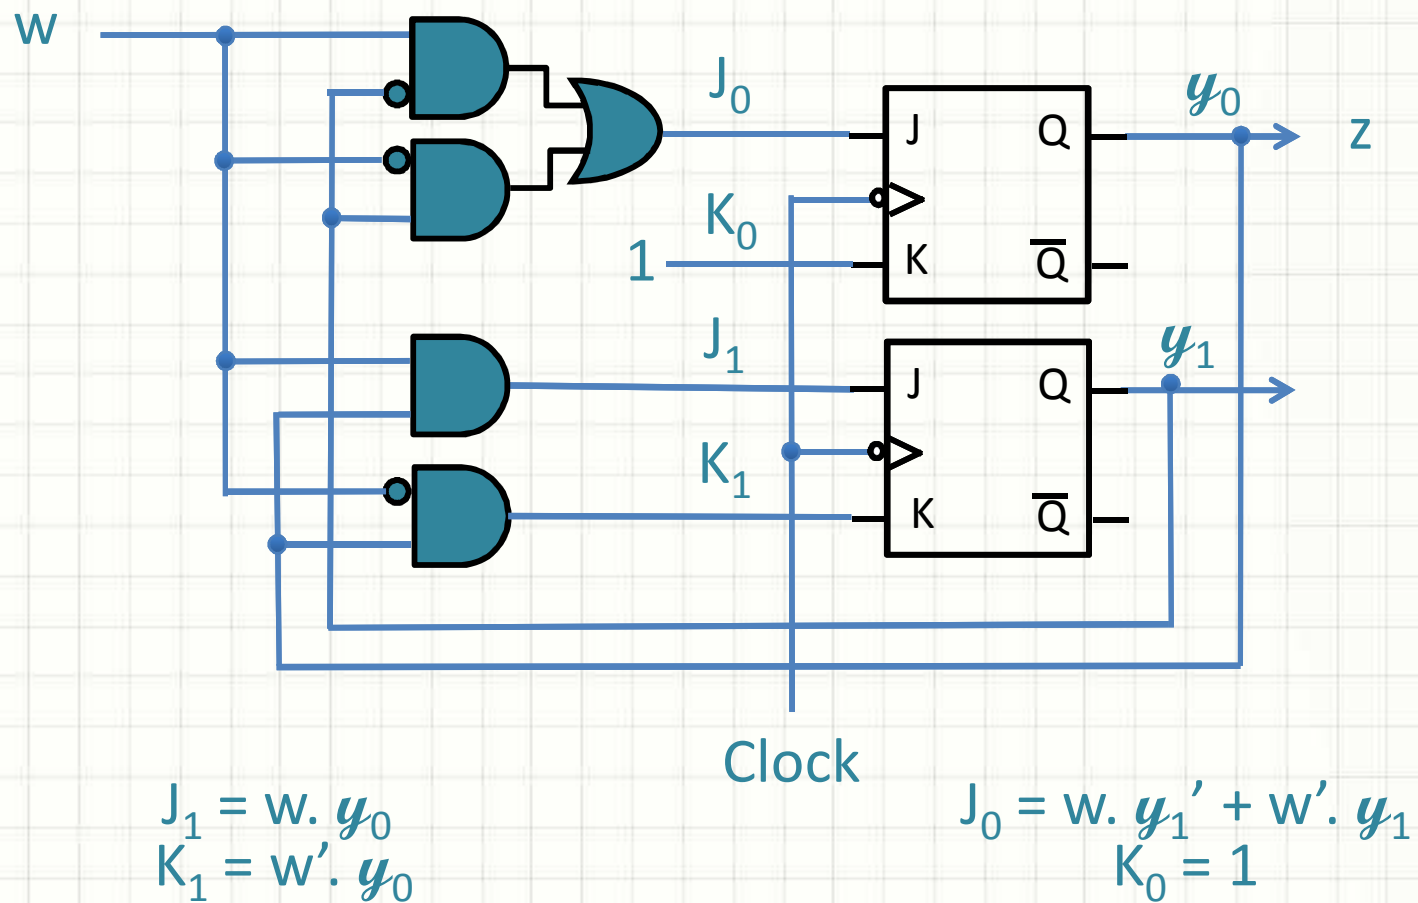 w
J₀
J
Q
y₀
z
K₀
1
K
Q̅
J₁
J
Q
y₁
K₁
K
Q̅
Clock
J₁ = w. y₀
K₁ = w’. y₀
J₀ = w. y₁’ + w’. y₁
K₀ = 1